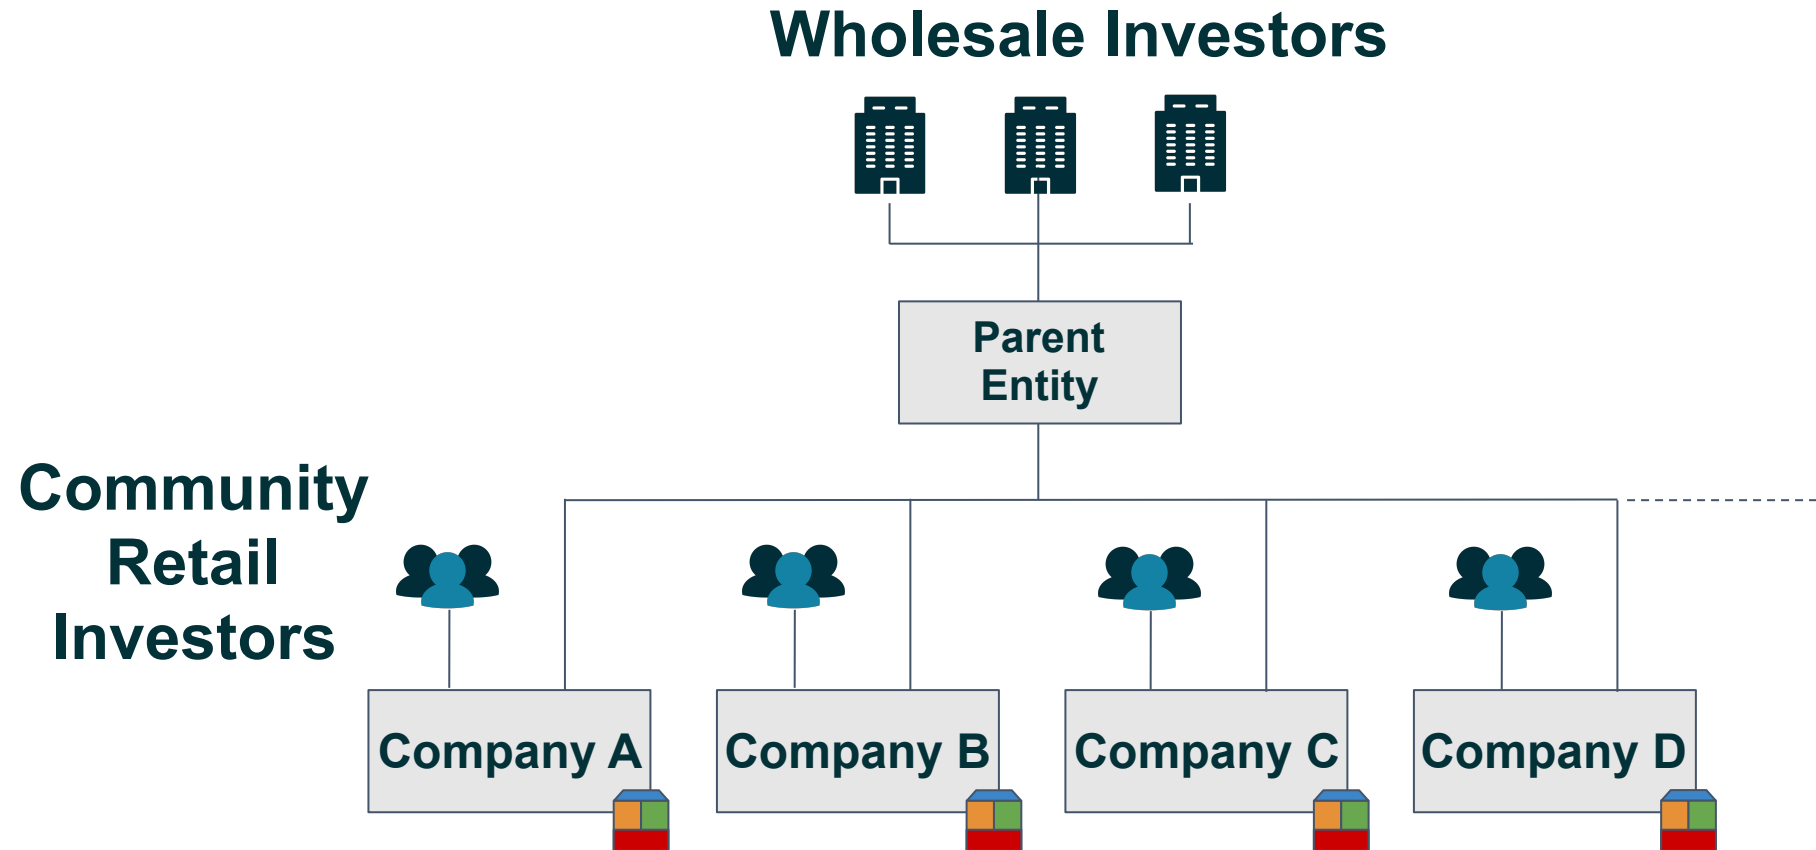 Wholesale Investors
Parent
Entity
Community
Retail
Investors
Company A
Company B
Company C
Company D